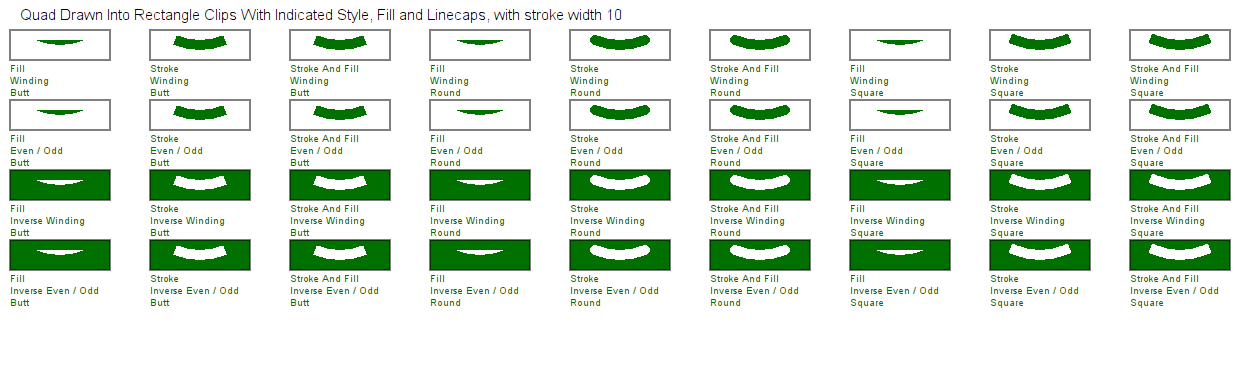 Quad Drawn Into Rectangle Clips With Indicated Style, Fill and Linecaps, with stroke width 10
Fill Stroke Stroke And Fill Fill Stroke Stroke And Fill Fill Stroke Stroke And Fill
Winding Winding Winding Winding Winding Winding Winding Winding Winding
Butt Butt Butt Round Round Round Square Square Square
Fill Stroke Stroke And Fill Fill Stroke Stroke And Fill Fill Stroke Stroke And Fill
Even / Odd Even / Odd Even / Odd Even / Odd Even / Odd Even / Odd Even / Odd Even / Odd Even / Odd
Butt Butt Butt Round Round Round Square Square Square
Fill Stroke Stroke And Fill Fill Stroke Stroke And Fill Fill Stroke Stroke And Fill
Inverse Winding Inverse Winding Inverse Winding Inverse Winding Inverse Winding Inverse Winding Inverse Winding Inverse Winding Inverse Winding
Butt Butt Butt Round Round Round Square Square Square
Fill Stroke Stroke And Fill Fill Stroke Stroke And Fill Fill Stroke Stroke And Fill
Inverse Even / Odd Inverse Even / Odd Inverse Even / Odd Inverse Even / Odd Inverse Even / Odd Inverse Even / Odd Inverse Even / Odd Inverse Even / Odd Inverse Even / Odd
Butt Butt Butt Round Round Round Square Square Square